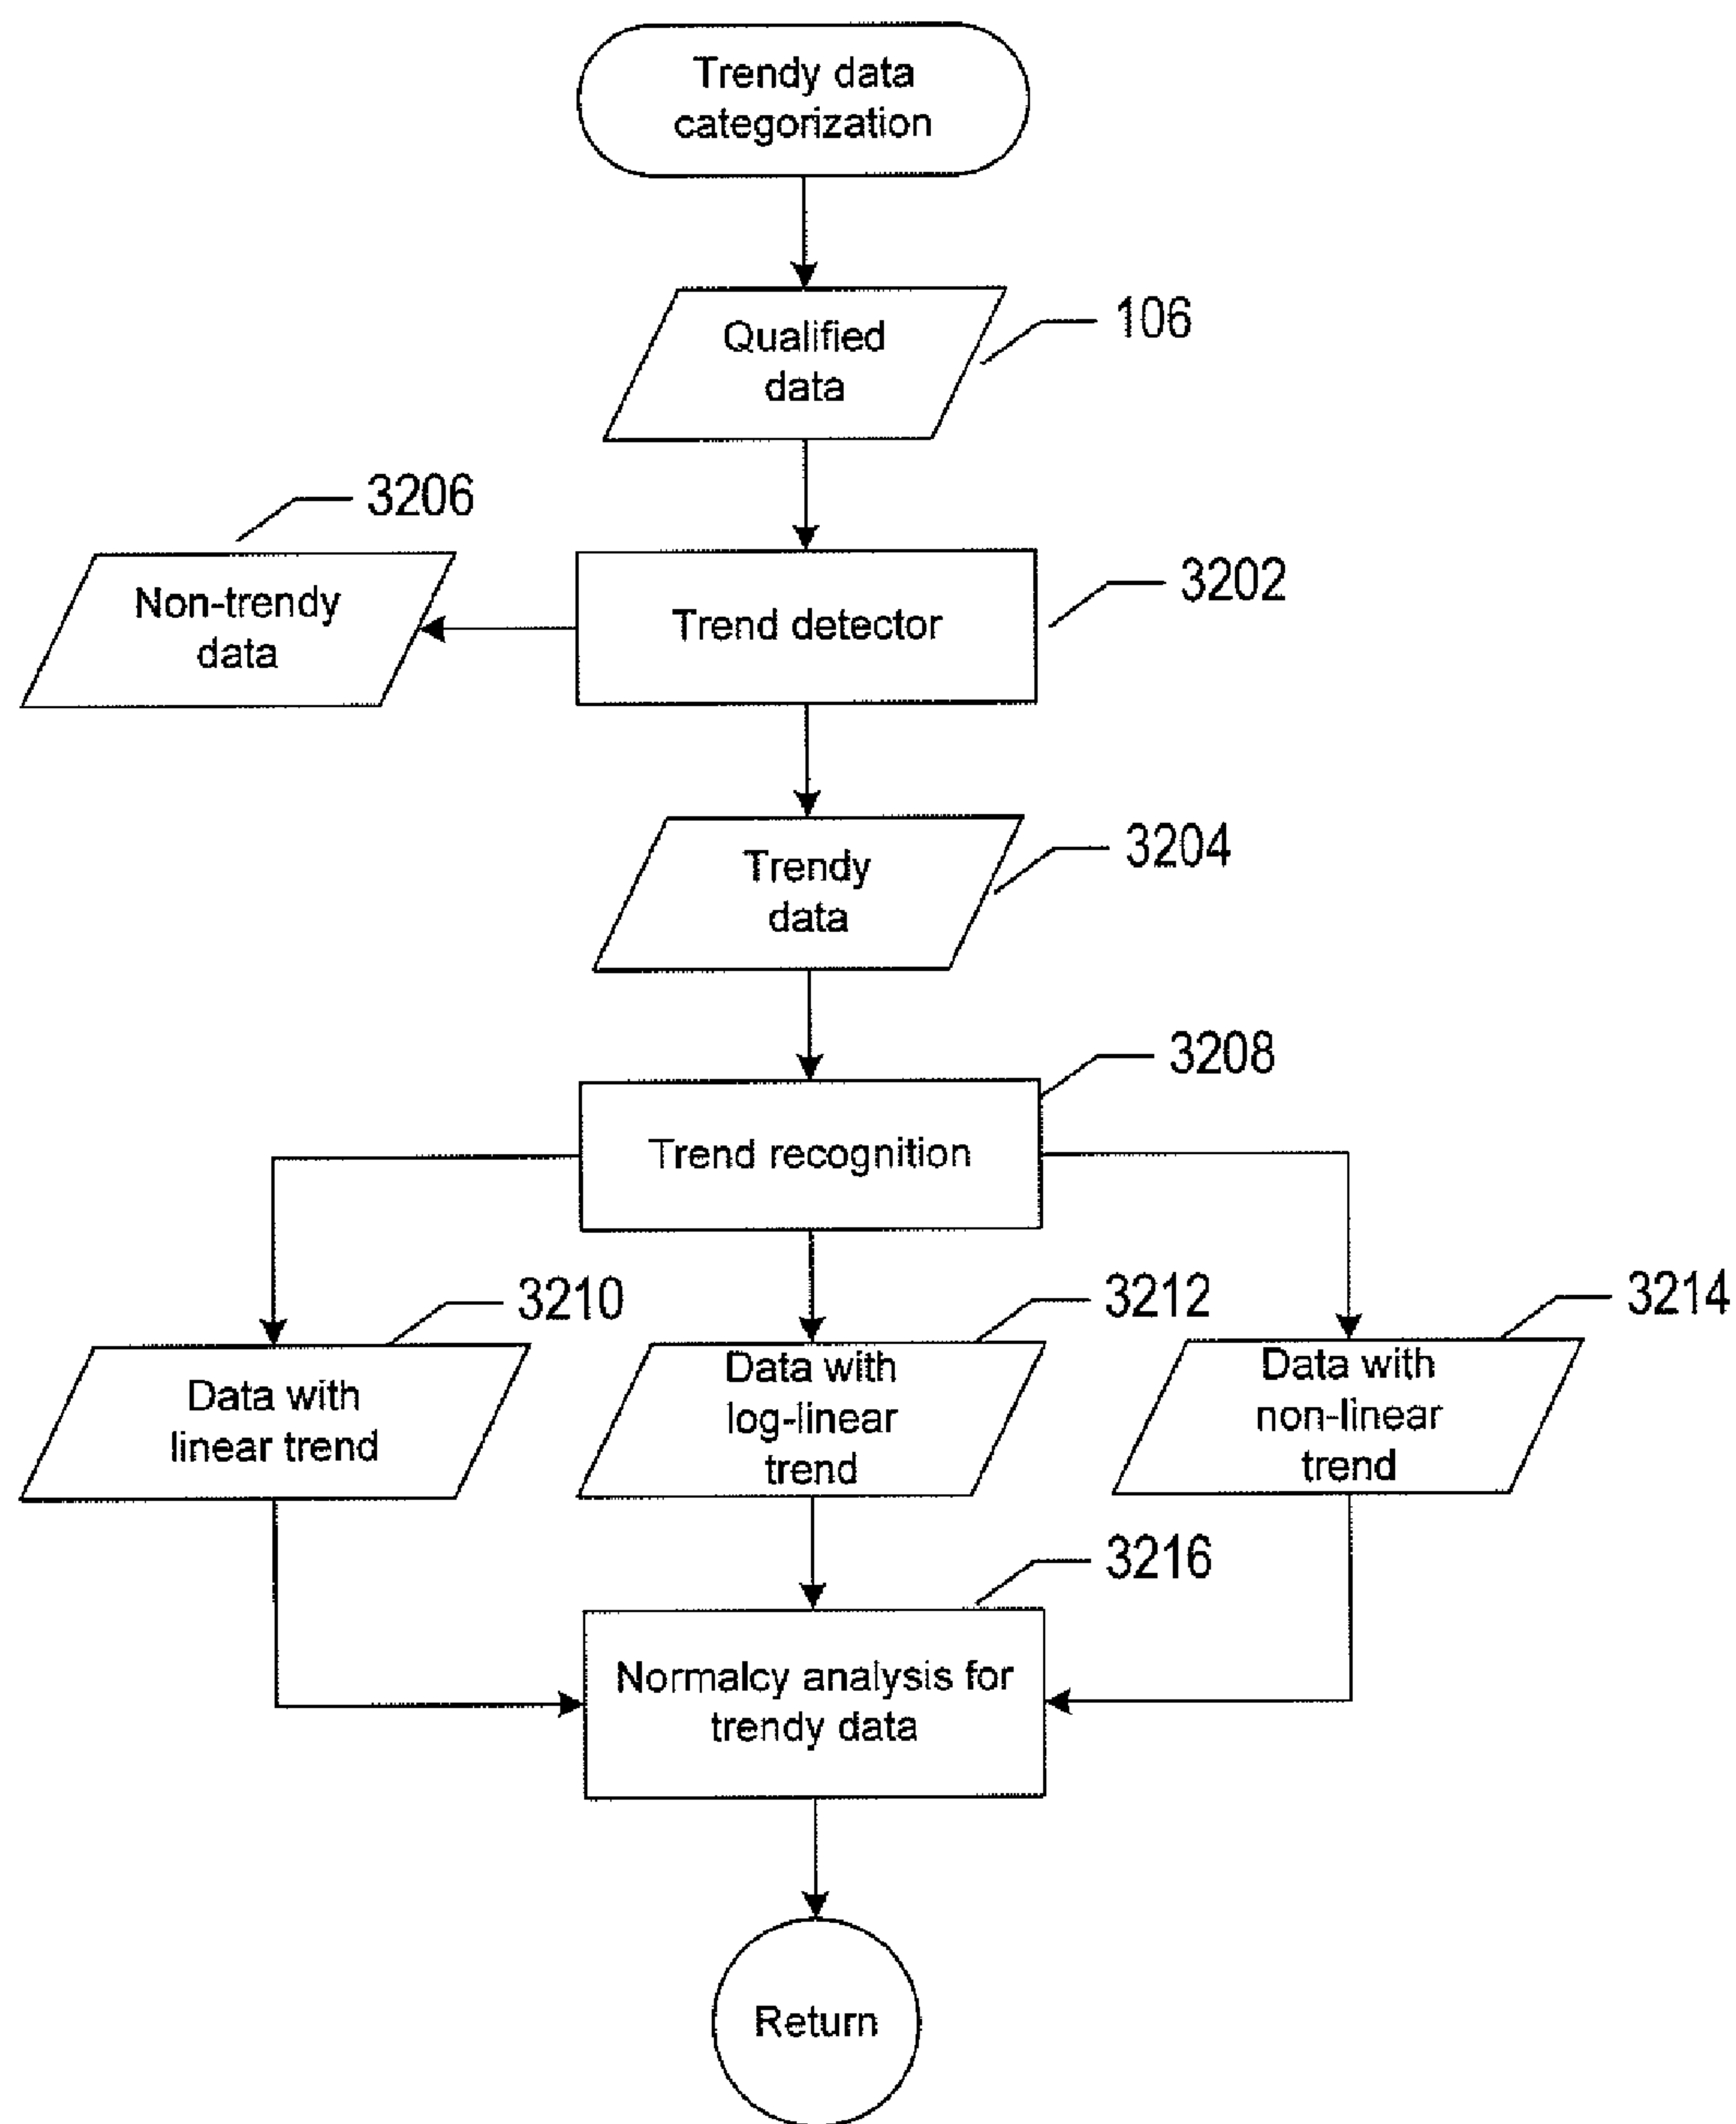 Trendy data
categorization
Qualified
data
106
3206
Non-trendy
data
Trend detector
3202
Trendy
data
3204
3208
Trend recognition
3210
3212
3214
Data with
linear trend
Data with
log-linear
trend
Data with
non-linear
trend
3216
Normalcy analysis for
trendy data
Return